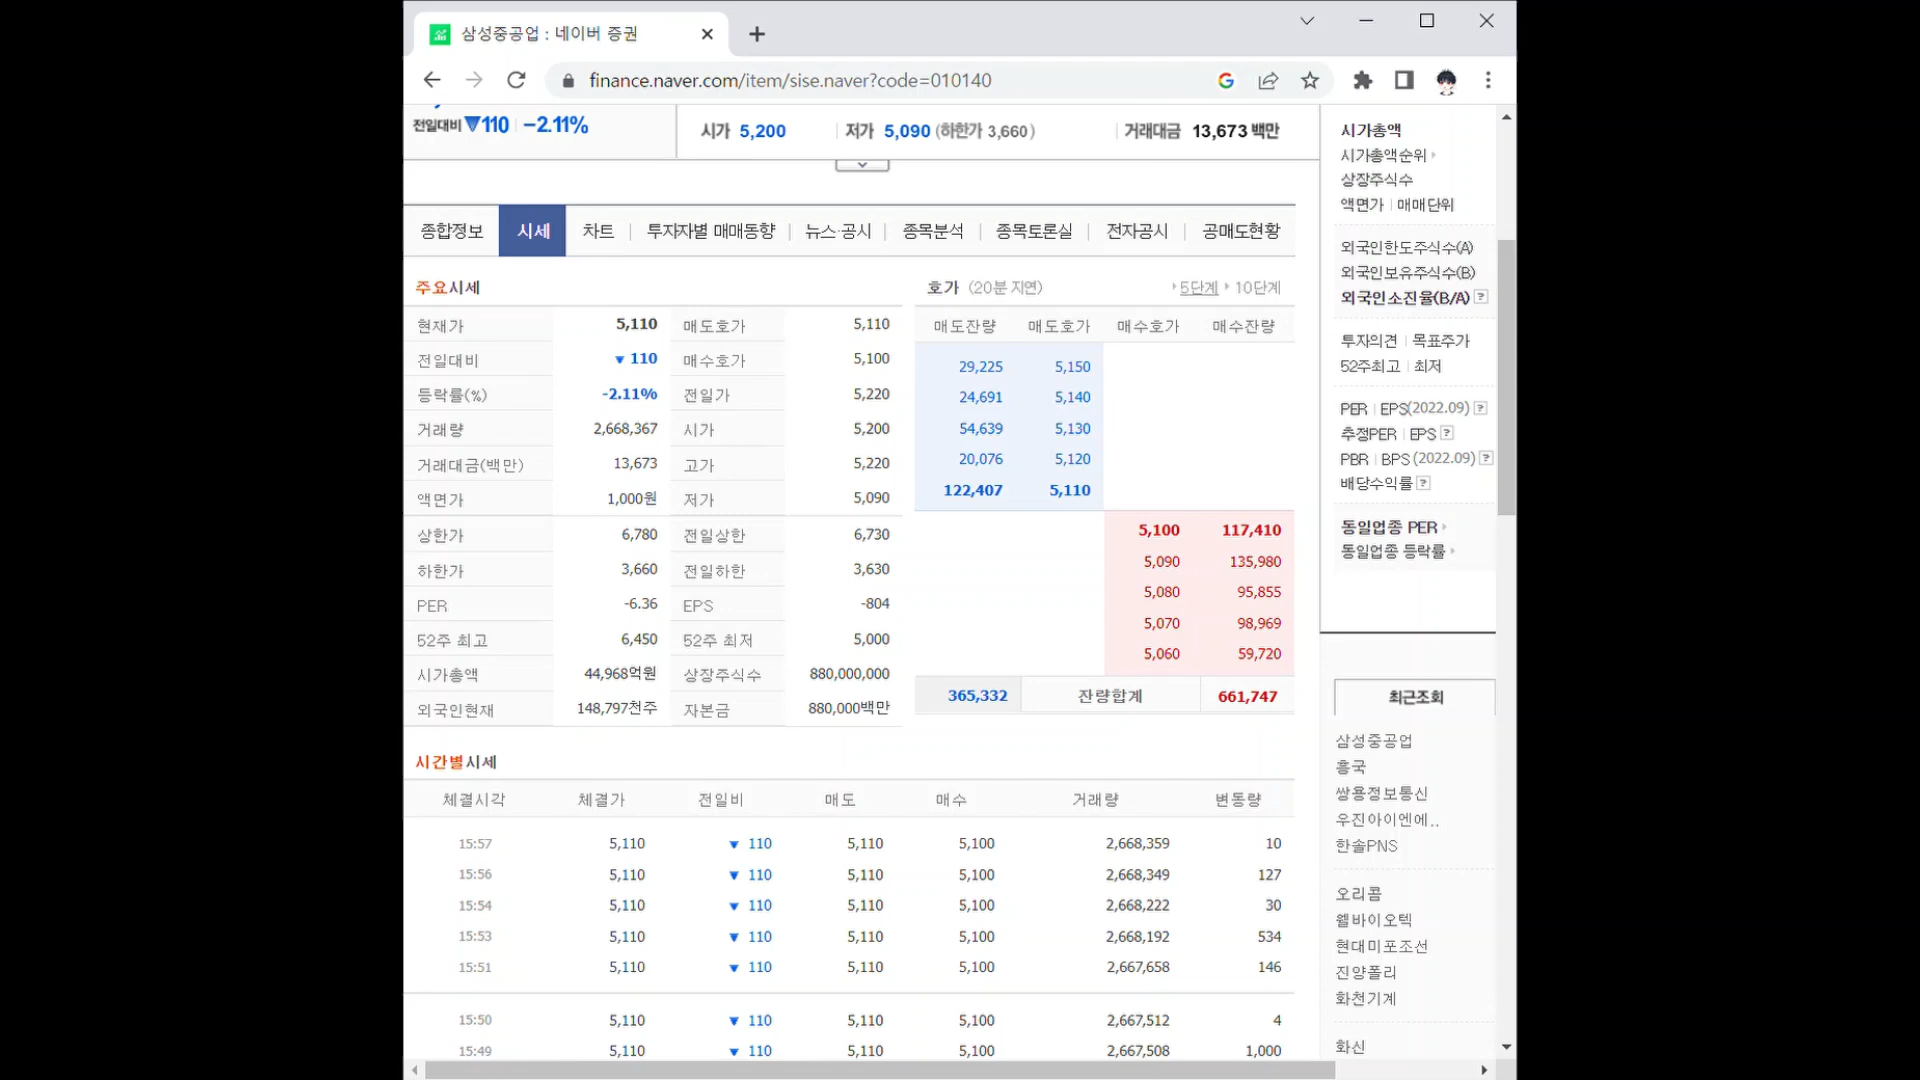 삼성중공업 : 네이버 증권
finance.naver.com/item/sise.naver?code=010140
전일대비 ▼110 -2.11%
시가 5,200 저가 5,090 (하한가 3,660) 거래대금 13,673 백만
종합정보 시세 차트 투자자별 매매동향 뉴스·공시 종목분석 종목토론실 전자공시 공매도현황
주요시세
현재가 5,110 매도호가 5,110
전일대비 ▼ 110 매수호가 5,100
등락률(%) -2.11% 전일가 5,220
거래량 2,668,367 시가 5,200
거래대금(백만) 13,673 고가 5,220
액면가 1,000원 저가 5,090
상한가 6,780 전일상한 6,730
하한가 3,660 전일하한 3,630
PER -6.36 EPS -804
52주 최고 6,450 52주 최저 5,000
시가총액 44,968억원 상장주식수 880,000,000
외국인현재 148,797천주 자본금 880,000백만
호가 (20분 지연) 5단계 10단계
매도잔량 매도호가 매수호가 매수잔량
29,225 5,150
24,691 5,140
54,639 5,130
20,076 5,120
122,407 5,110
5,100 117,410
5,090 135,980
5,080 95,855
5,070 98,969
5,060 59,720
365,332 잔량합계 661,747
시간별시세
체결시각 체결가 전일비 매도 매수 거래량 변동량
15:57 5,110 ▼ 110 5,110 5,100 2,668,359 10
15:56 5,110 ▼ 110 5,110 5,100 2,668,349 127
15:54 5,110 ▼ 110 5,110 5,100 2,668,222 30
15:53 5,110 ▼ 110 5,110 5,100 2,668,192 534
15:51 5,110 ▼ 110 5,110 5,100 2,667,658 146
15:50 5,110 ▼ 110 5,110 5,100 2,667,512 4
15:49 5,110 ▼ 110 5,110 5,100 2,667,508 1,000
시가총액
시가총액순위
상장주식수
액면가 | 매매단위
외국인한도주식수(A)
외국인보유주식수(B)
외국인소진율(B/A) ?
투자의견 | 목표주가
52주최고 | 최저
PER | EPS(2022.09) ?
추정PER | EPS ?
PBR | BPS (2022.09) ?
배당수익률 ?
동일업종 PER
동일업종 등락률
최근조회
삼성중공업
흥국
쌍용정보통신
우진아이엔에..
한솔PNS
오리콤
웰바이오텍
현대미포조선
진양폴리
화천기계
화신